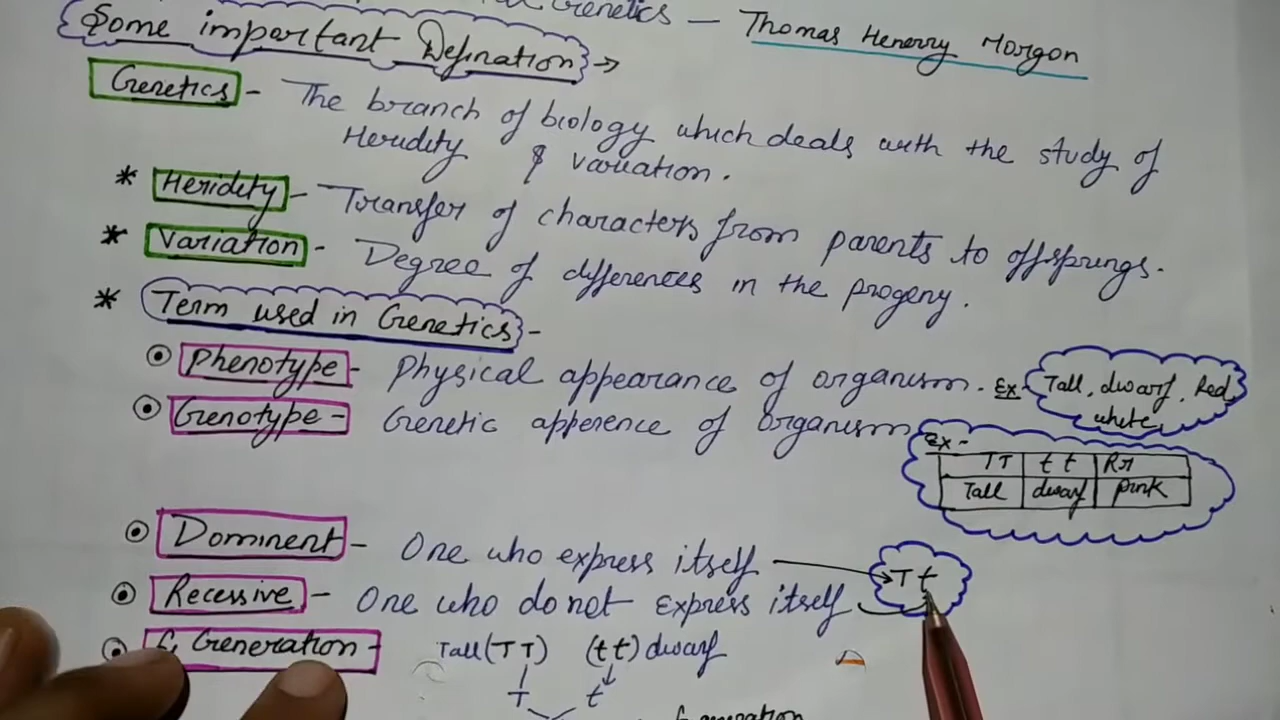 Genetics — Thomas Henerry Morgon
Some important Defination →
Genetics - The branch of biology which deals with the study of
Heridity & variation.
* Heridity - Transfer of characters from parents to offsprings.
* Variation - Degree of differences in the progeny.
* Term used in Genetics -
Phenotype - Physical appearance of organism. Ex- Tall, dwarf, Red,
white
Genotype - Genetic apperence of organism
Ex-
TT tt Rr
Tall dwarf pink
Dominent - One who express itself
Tt
Recessive - One who do not express itself
Generation - Tall (TT) (tt) dwarf
T t
generation